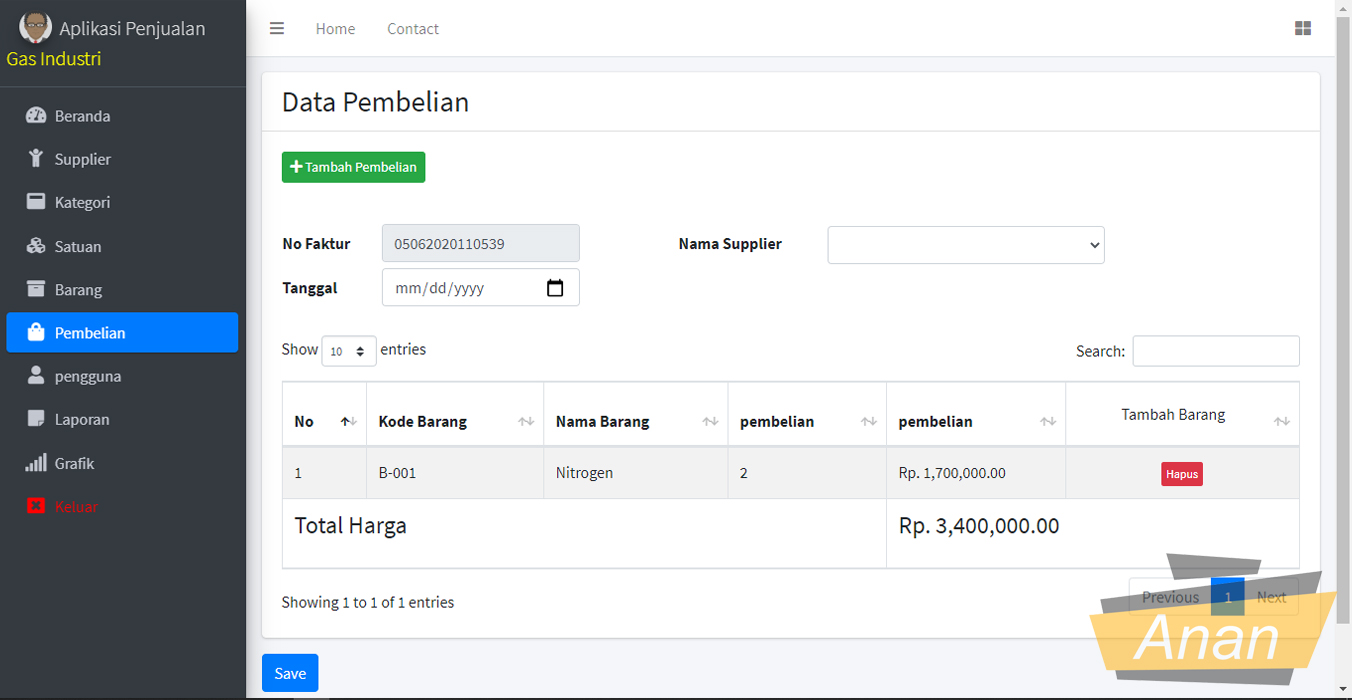 Aplikasi Penjualan
Gas Industri
Beranda
Supplier
Kategori
Satuan
Barang
Pembelian
pengguna
Laporan
Grafik
Keluar
Home Contact
Data Pembelian
Tambah Pembelian
No Faktur 05062020110539 Nama Supplier
Tanggal mm/dd/yyyy
Show 10 entries Search:
No Kode Barang Nama Barang pembelian pembelian Tambah Barang
1 B-001 Nitrogen 2 Rp. 1,700,000.00 Hapus
Total Harga Rp. 3,400,000.00
Showing 1 to 1 of 1 entries Previous 1 Next
Anan
Save